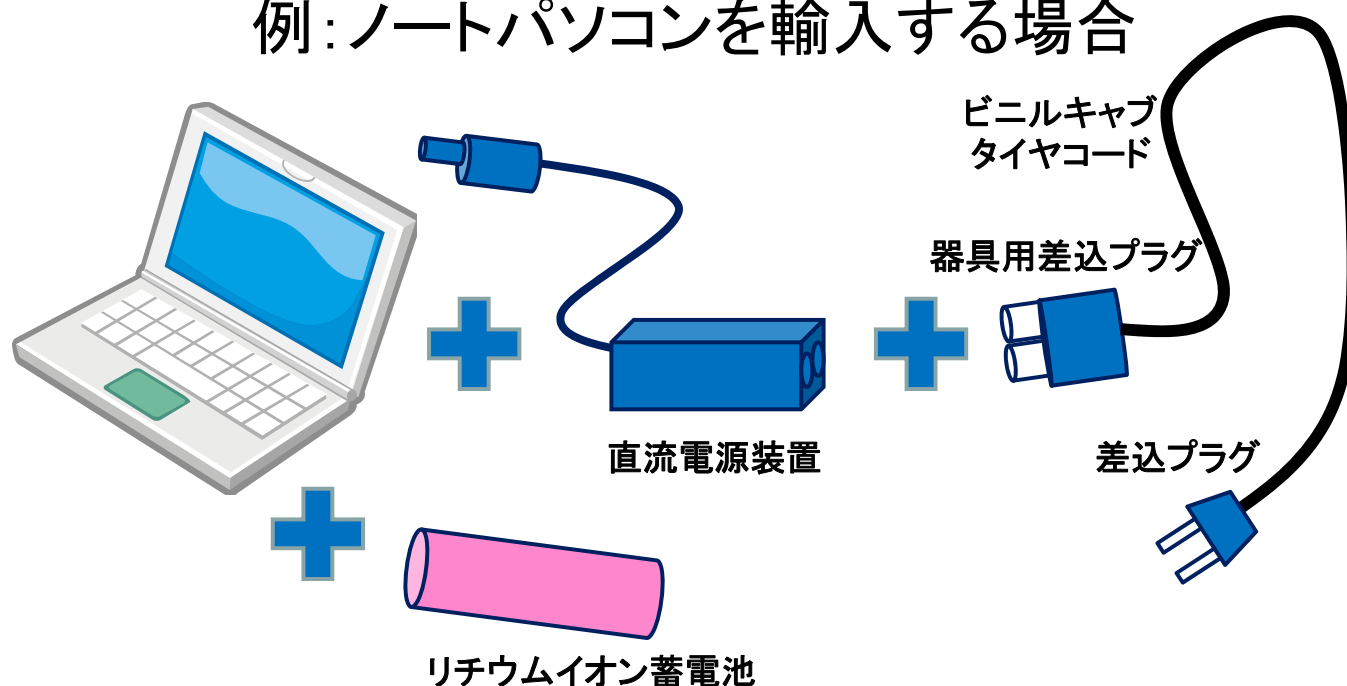 例：ノートパソコンを輸入する場合
ビニルキャブ
タイヤコード
器具用差込プラグ
直流電源装置
差込プラグ
リチウムイオン蓄電池